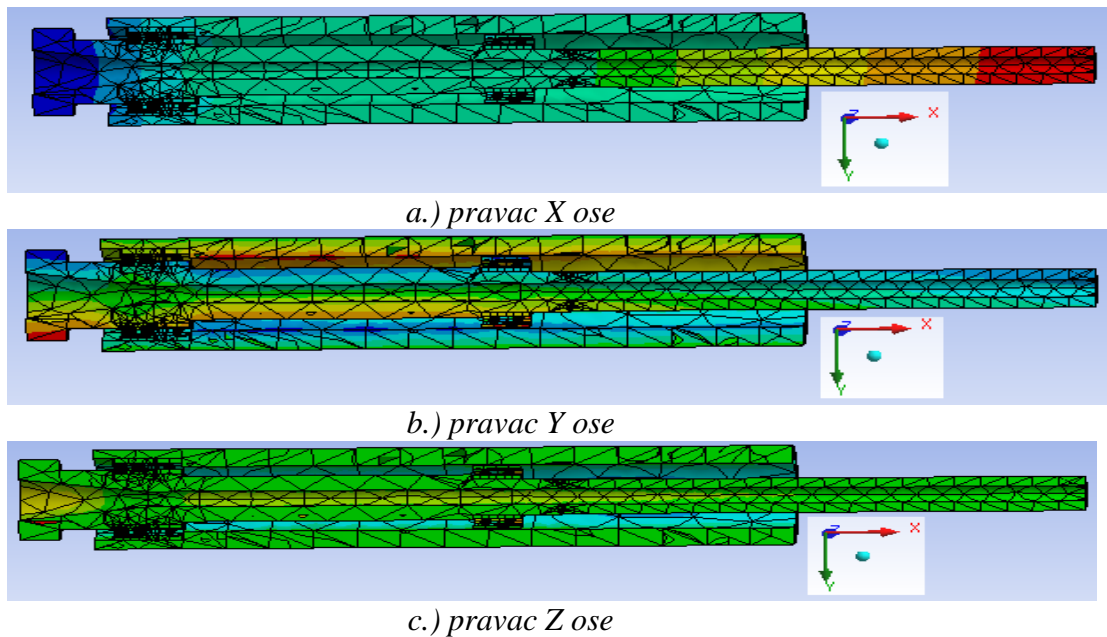 Z
X
Y
a.) pravac X ose
Z
X
Y
b.) pravac Y ose
Z
X
Y
c.) pravac Z ose